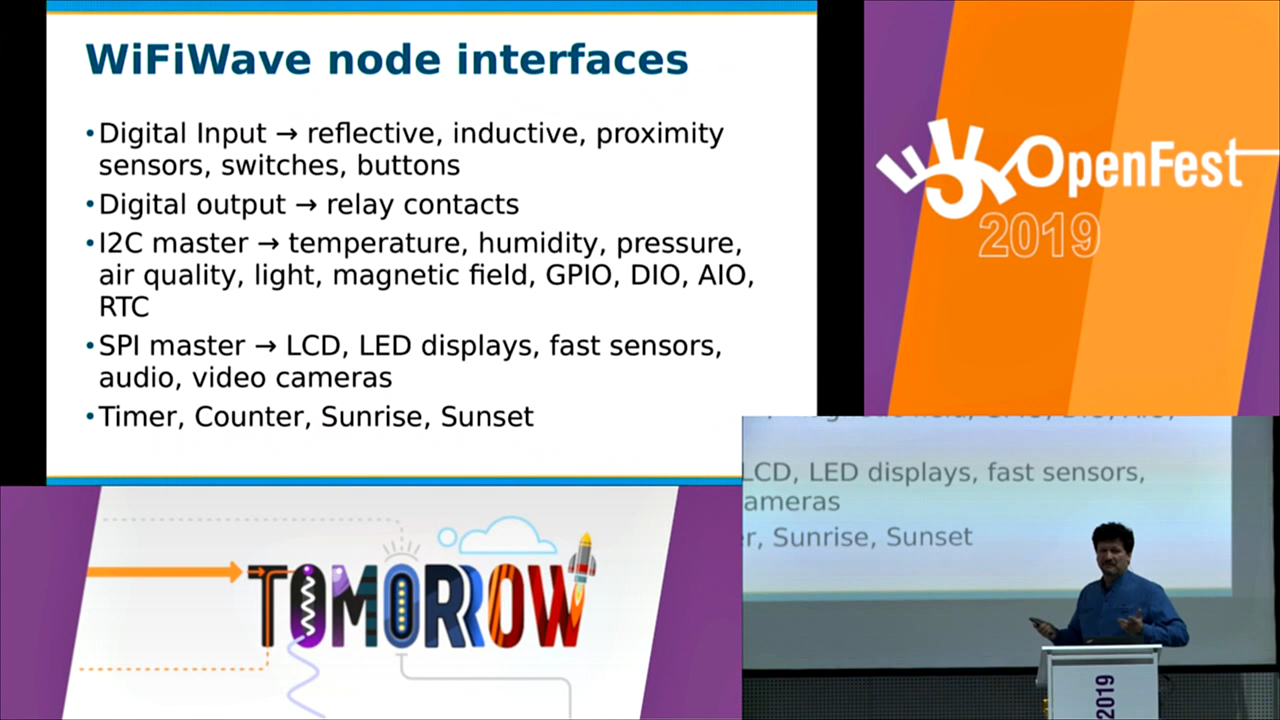 WiFiWave node interfaces
•Digital Input → reflective, inductive, proximity
sensors, switches, buttons
•Digital output → relay contacts
•I2C master → temperature, humidity, pressure,
air quality, light, magnetic field, GPIO, DIO, AIO,
RTC
•SPI master → LCD, LED displays, fast sensors,
audio, video cameras
•Timer, Counter, Sunrise, Sunset
OpenFest
2019
TOMORROW
LCD, LED displays, fast sensors,
ameras
r, Sunrise, Sunset
2019